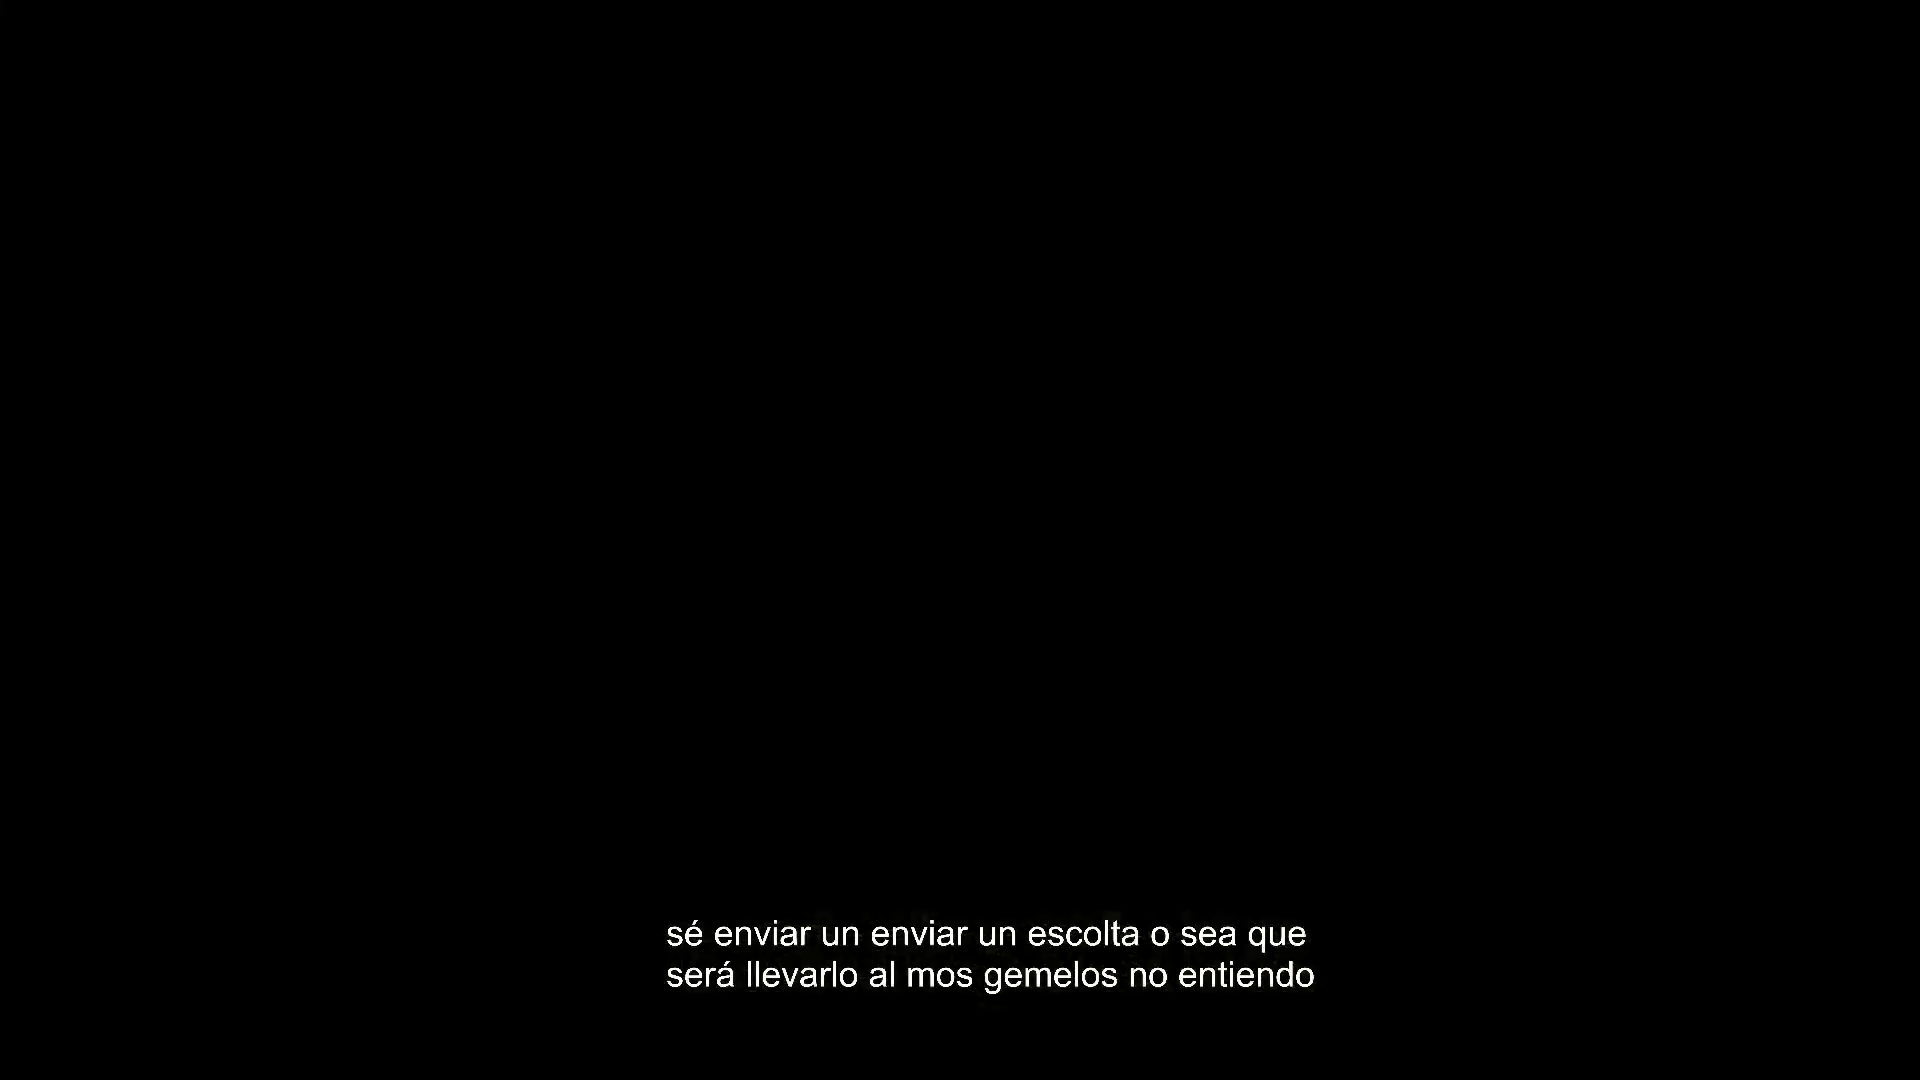 sé enviar un enviar un escolta o sea que
será llevarlo al mos gemelos no entiendo